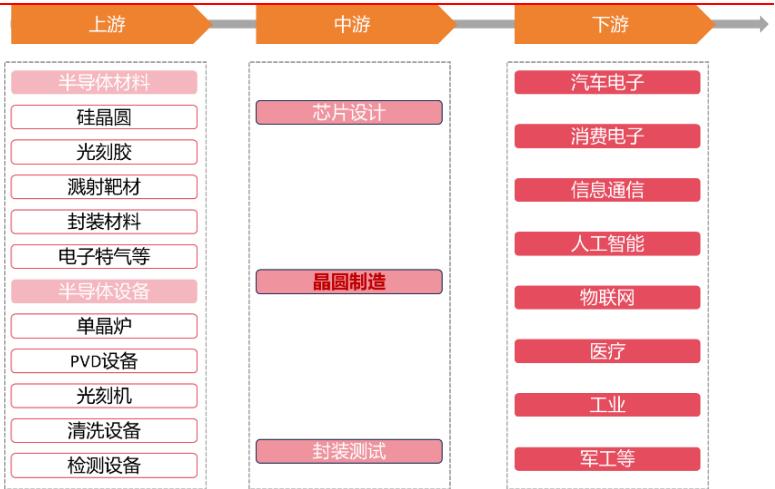 上游
半导体材料
硅晶圆
光刻胶
溅射靶材
封装材料
电子特气等
半导体设备
单晶炉
PVD设备
光刻机
清洗设备
检测设备
中游
芯片设计
晶圆制造
封装测试
下游
汽车电子
消费电子
信息通信
人工智能
物联网
医疗
工业
军工等